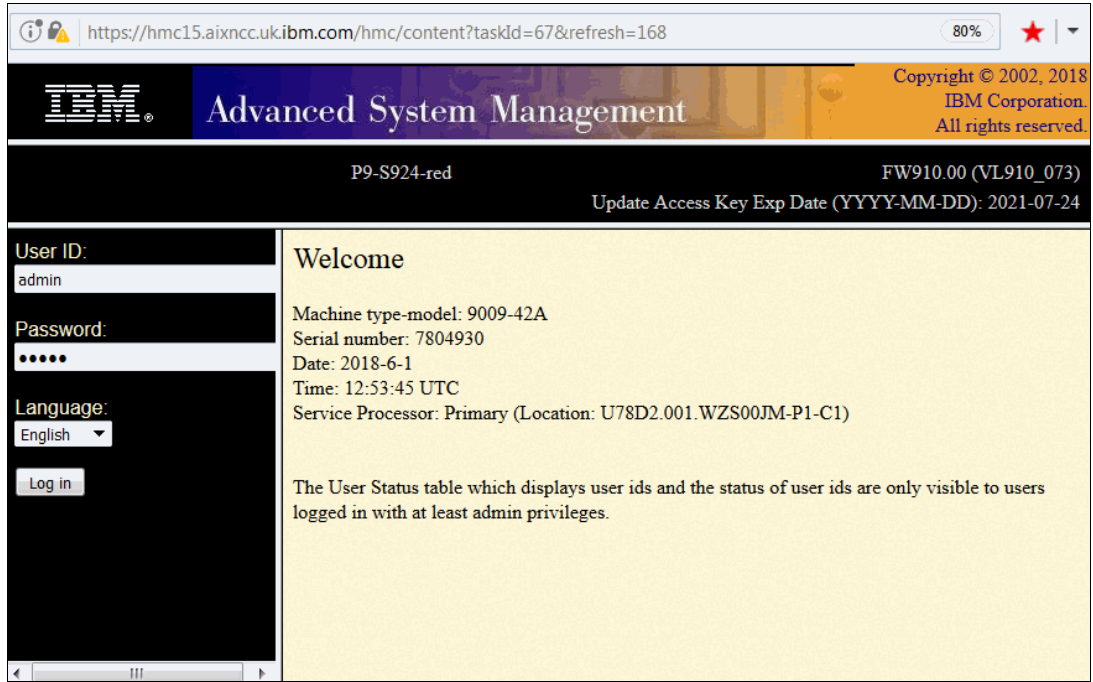 https://hmc15.aixncc.uk.ibm.com/hmc/content?taskId=67&refresh=168
80%
IBM®
Advanced System Management
Copyright © 2002, 2018
IBM Corporation.
All rights reserved.
P9-S924-red
FW910.00 (VL910_073)
Update Access Key Exp Date (YYYY-MM-DD): 2021-07-24
User ID:
admin
Password:
•••••
Language:
English
Log in
Welcome
Machine type-model: 9009-42A
Serial number: 7804930
Date: 2018-6-1
Time: 12:53:45 UTC
Service Processor: Primary (Location: U78D2.001.WZS00JM-P1-C1)
The User Status table which displays user ids and the status of user ids are only visible to users
logged in with at least admin privileges.